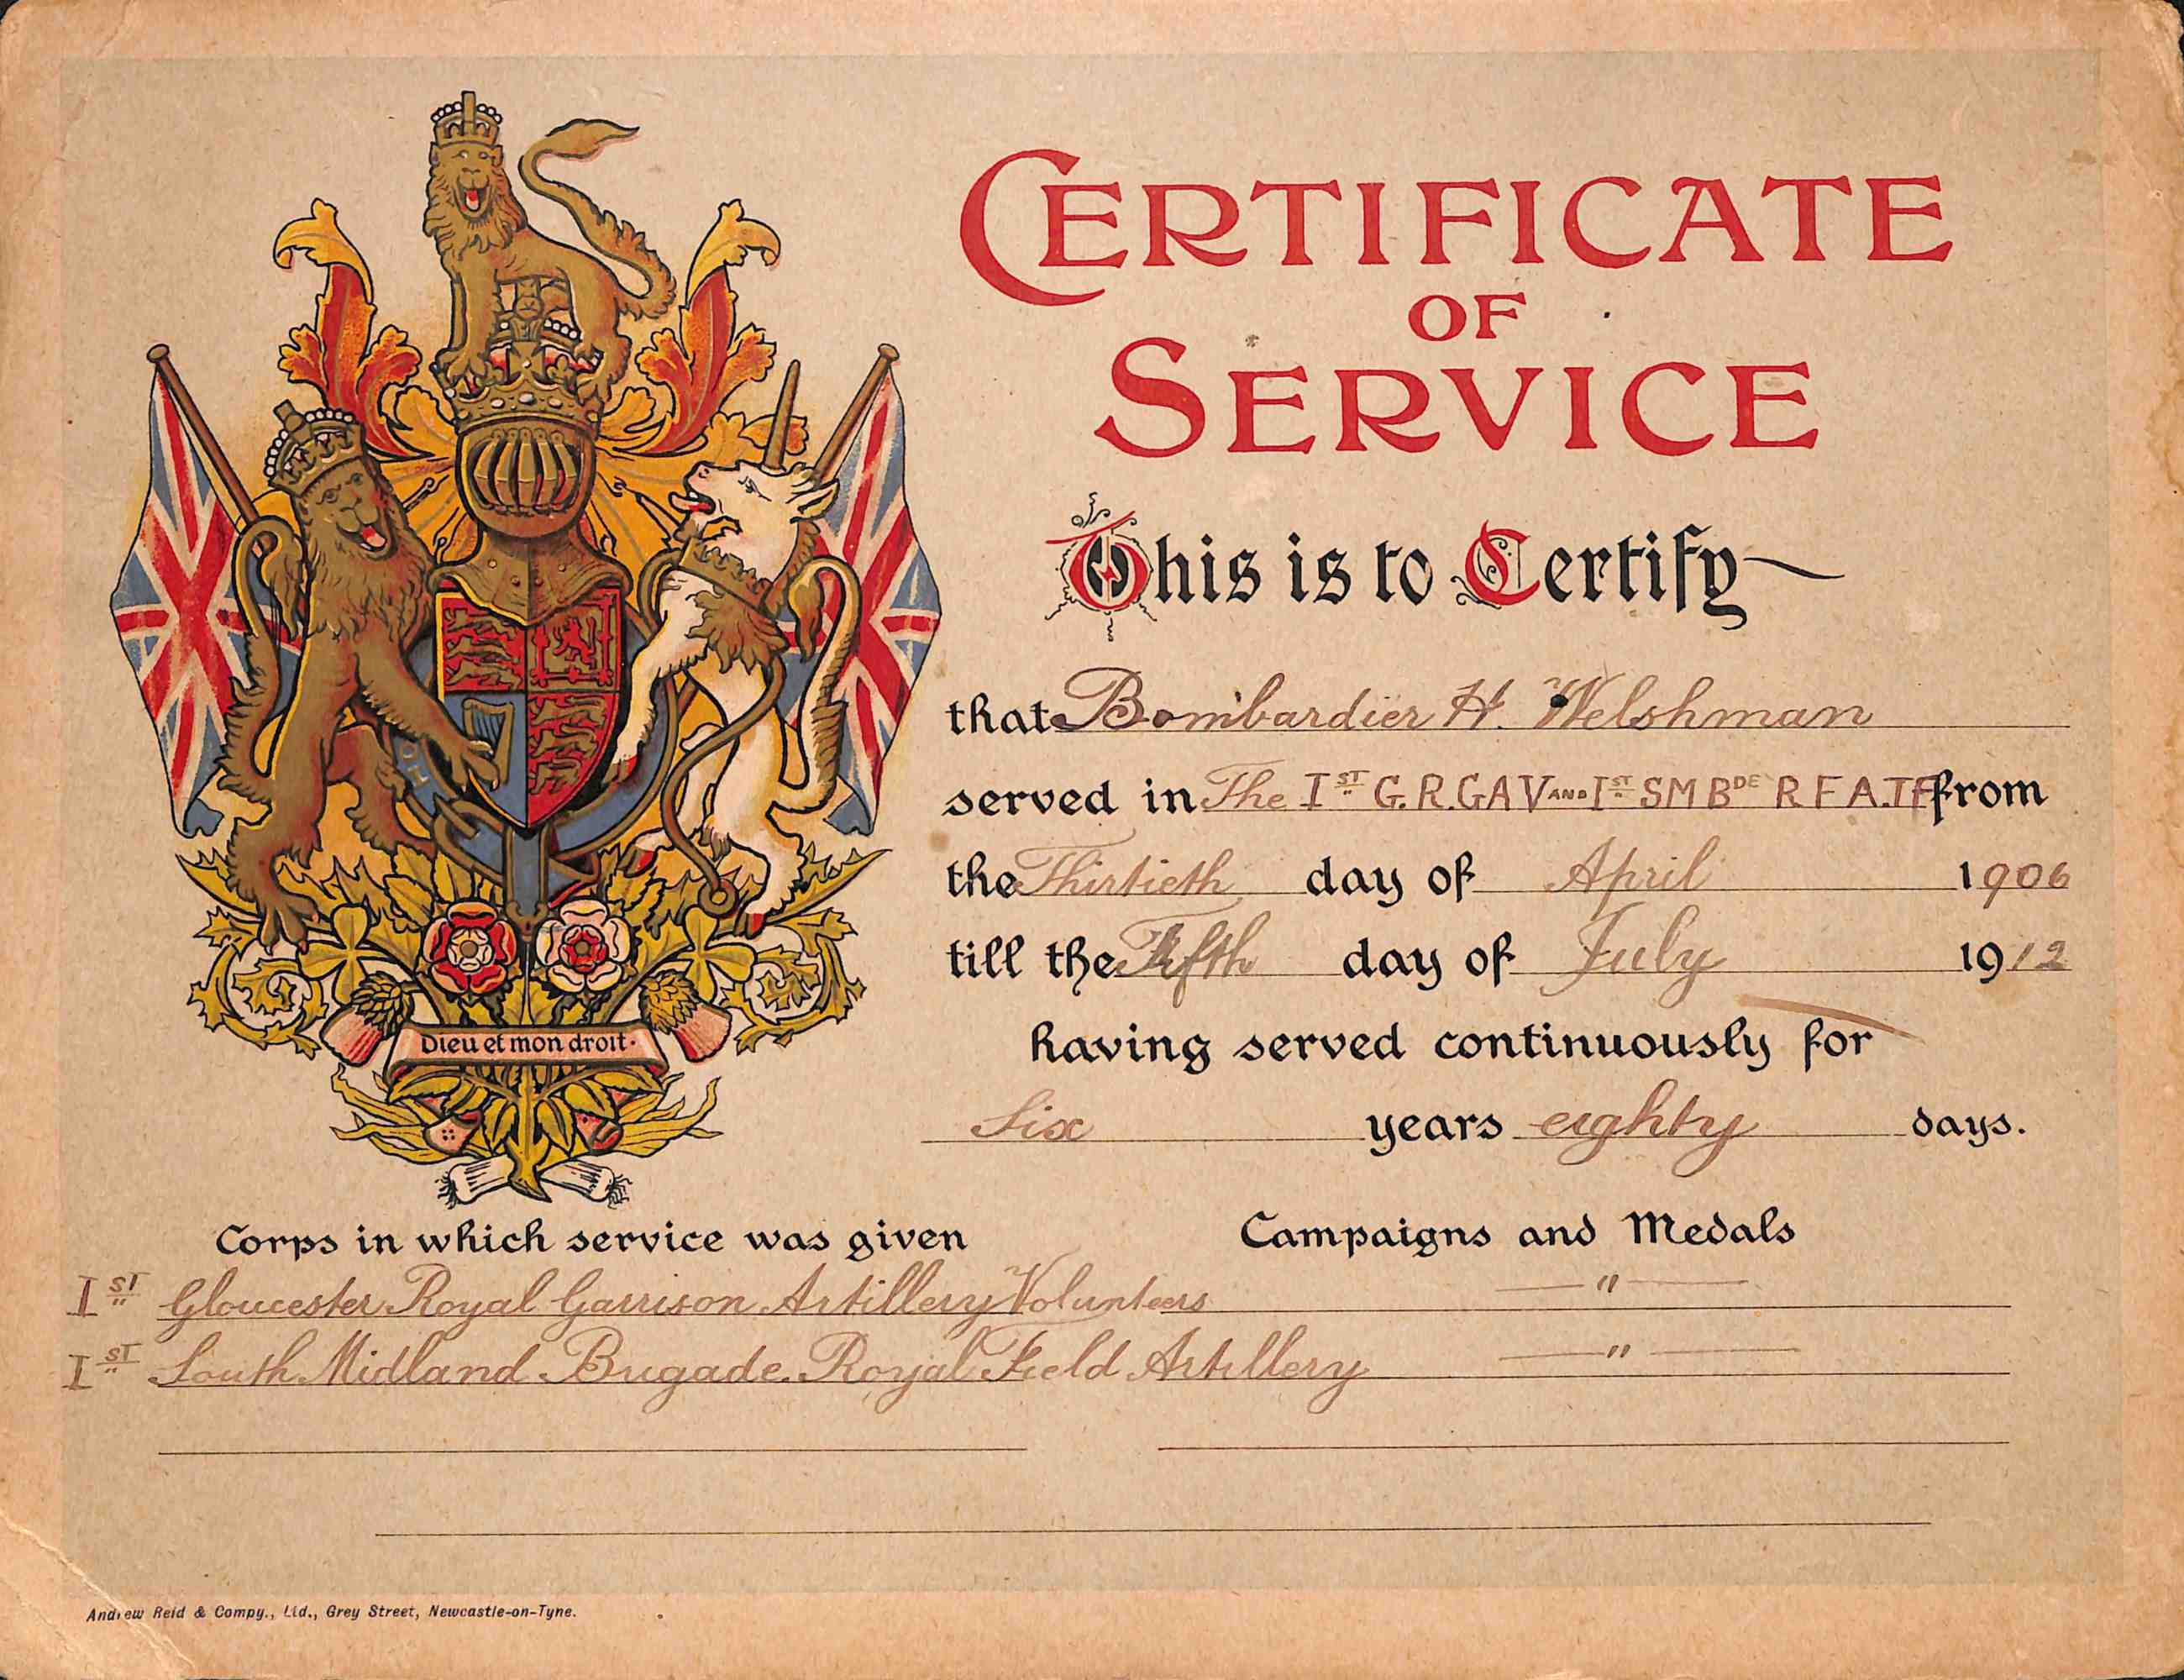 CERTIFICATE
OF
SERVICE
This is to Certify
that Bombardier H. Welshman
served in The Ist G.R.G.A V AND Ist S M BDE R F A.T F from
the Thirtieth day of April 1906
till the Fifth day of July 1912
having served continuously for
Six years eighty days.
Dieu et mon droit.
Corps in which service was given Campaigns and Medals
Ist Gloucester Royal Garrison Artillery Volunteers — " —
Ist South Midland Brigade Royal Field Artillery — " —
Andrew Reid & Compy., Ltd., Grey Street, Newcastle-on-Tyne.